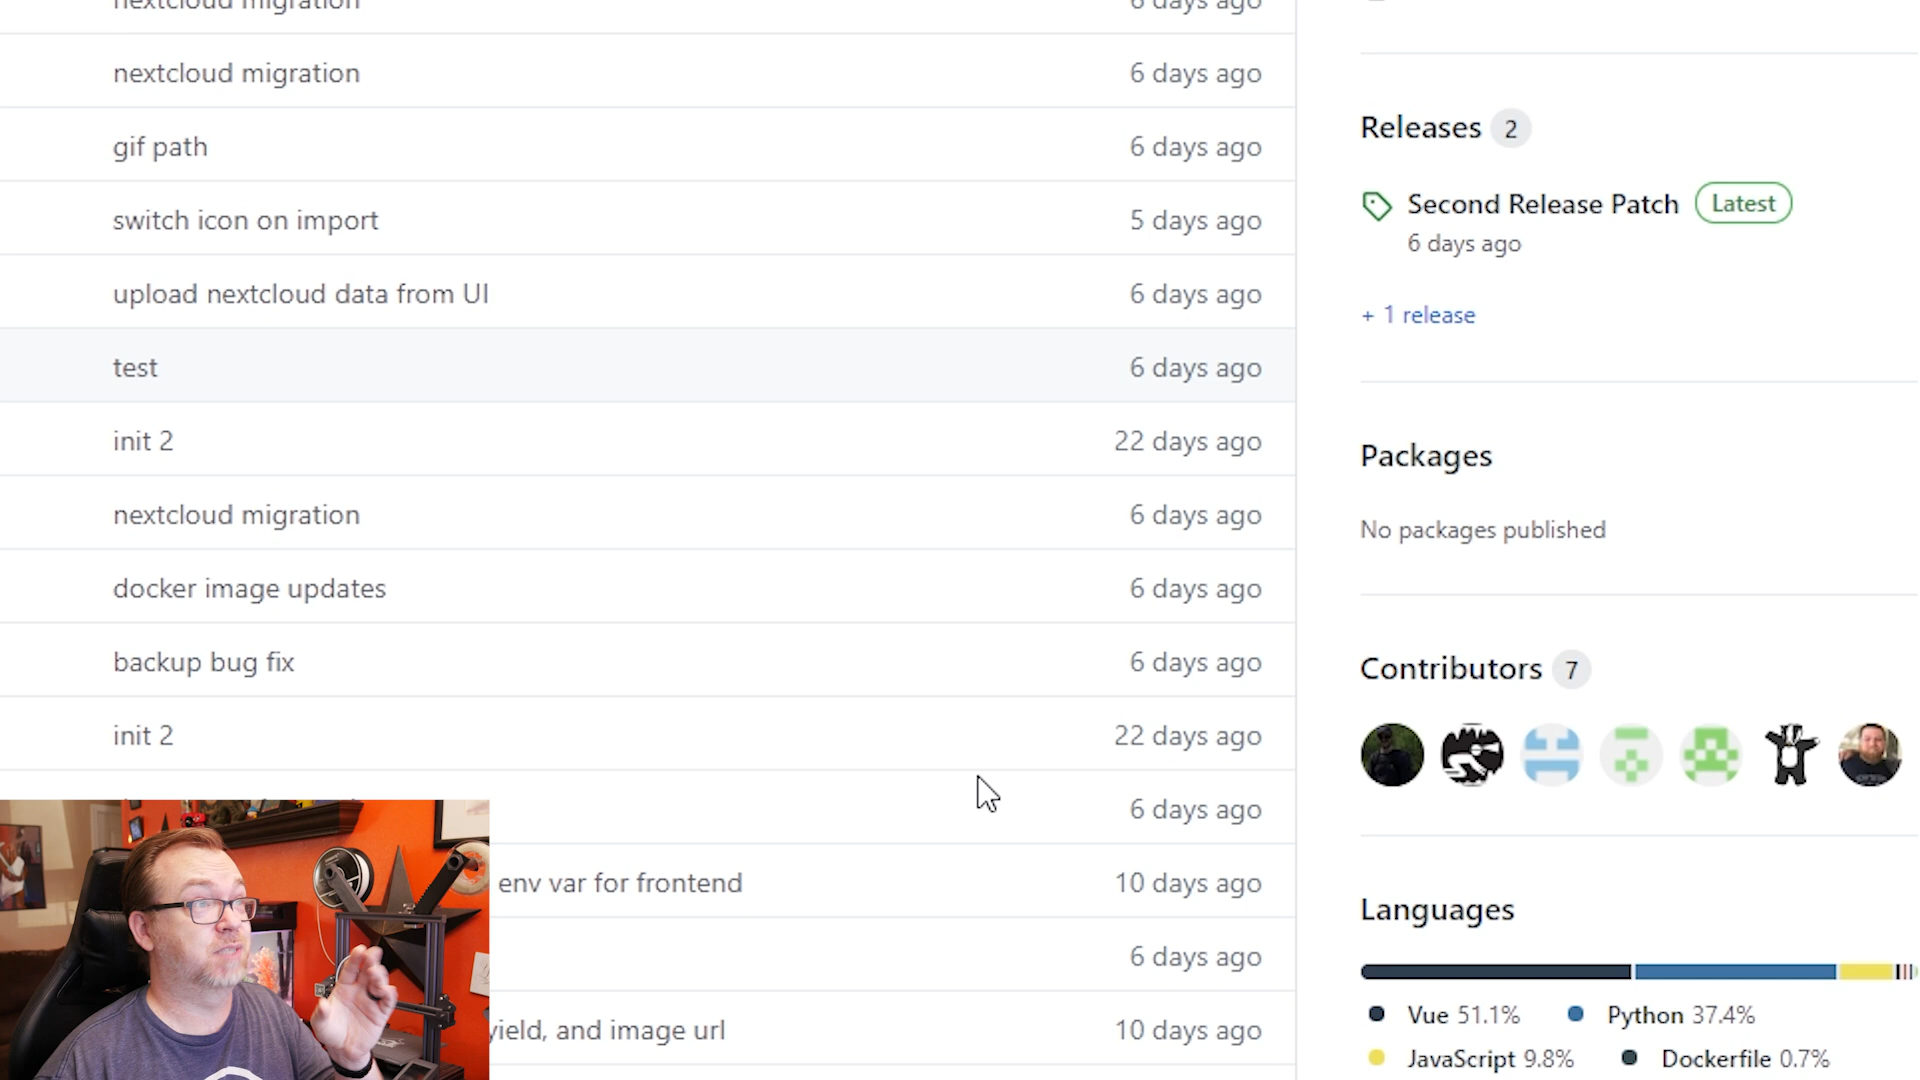 nextcloud migration
6 days ago
nextcloud migration
6 days ago
gif path
6 days ago
switch icon on import
5 days ago
upload nextcloud data from UI
6 days ago
test
6 days ago
init 2
22 days ago
nextcloud migration
6 days ago
docker image updates
6 days ago
backup bug fix
6 days ago
init 2
22 days ago
6 days ago
env var for frontend
10 days ago
6 days ago
yield, and image url
10 days ago
Releases 2
Second Release Patch Latest
6 days ago
+ 1 release
Packages
No packages published
Contributors 7
Languages
Vue 51.1% Python 37.4%
JavaScript 9.8% Dockerfile 0.7%